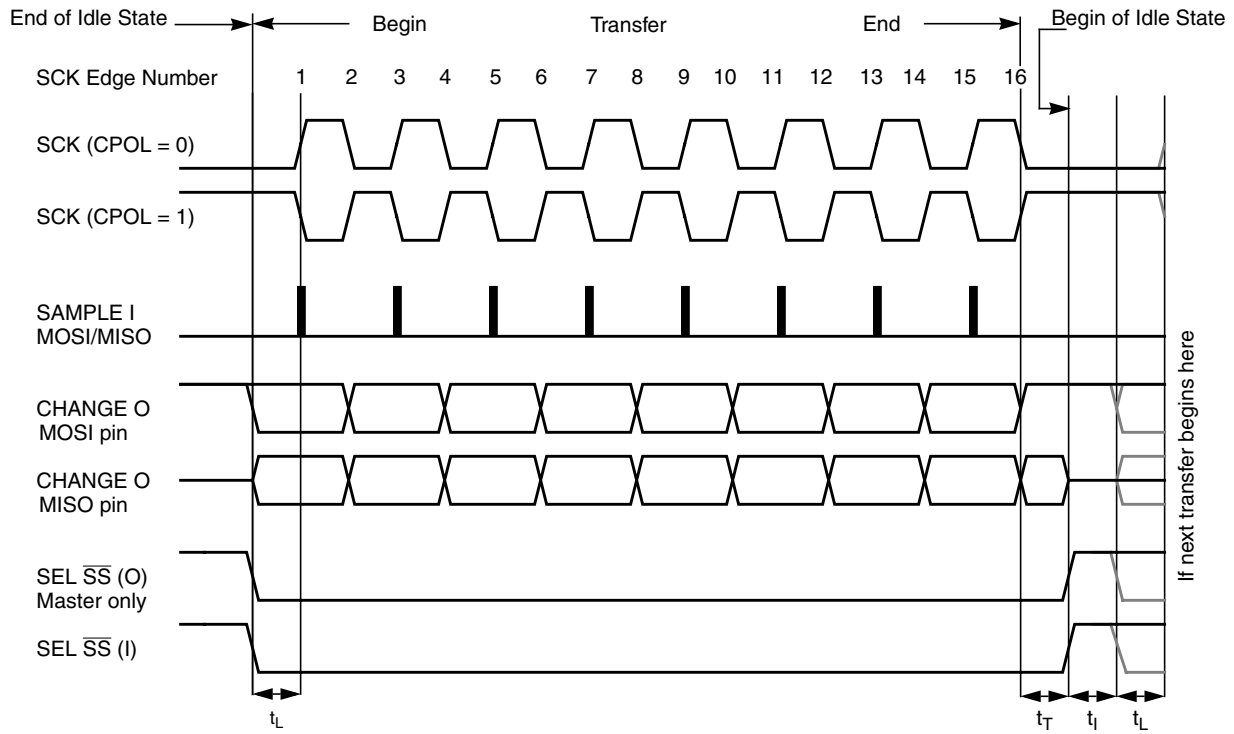 End of Idle State
Begin
Transfer
End
Begin of Idle State
SCK Edge Number
1 2 3 4 5 6 7 8 9 10 11 12 13 14 15 16
SCK (CPOL = 0)
SCK (CPOL = 1)
SAMPLE I
MOSI/MISO
CHANGE O
MOSI pin
CHANGE O
MISO pin
SEL S̅S̅ (O)
Master only
SEL S̅S̅ (I)
tL
tT
tI
tL
If next transfer begins here